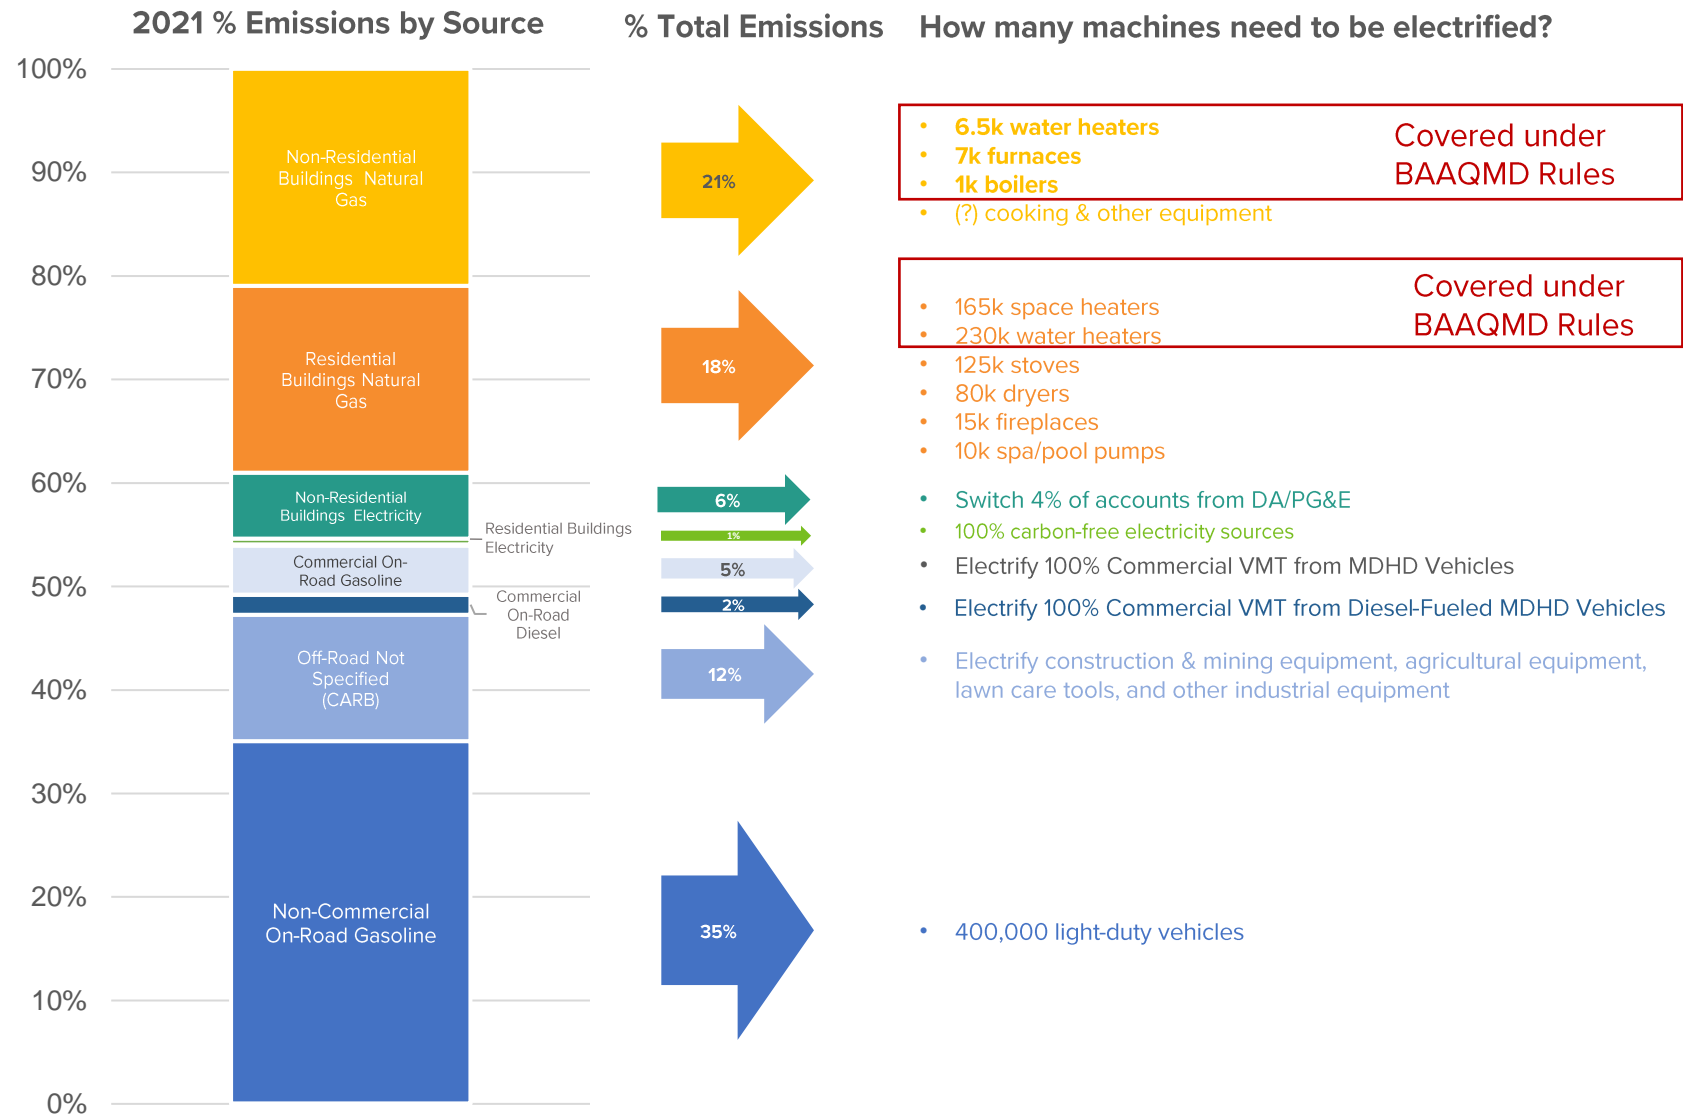 2021 % Emissions by Source
% Total Emissions
How many machines need to be electrified?
100%
90%
80%
70%
60%
50%
40%
30%
20%
10%
0%
Non-Residential
Buildings Natural
Gas
Residential
Buildings Natural
Gas
Non-Residential
Buildings Electricity
Residential Buildings
Electricity
Commercial On-
Road Gasoline
Commercial
On-Road
Diesel
Off-Road Not
Specified
(CARB)
Non-Commercial
On-Road Gasoline
21%
18%
6%
1%
5%
2%
12%
35%
• 6.5k water heaters
• 7k furnaces
• 1k boilers
• (?) cooking & other equipment
Covered under
BAAQMD Rules
• 165k space heaters
• 230k water heaters
• 125k stoves
• 80k dryers
• 15k fireplaces
• 10k spa/pool pumps
Covered under
BAAQMD Rules
• Switch 4% of accounts from DA/PG&E
• 100% carbon-free electricity sources
• Electrify 100% Commercial VMT from MDHD Vehicles
• Electrify 100% Commercial VMT from Diesel-Fueled MDHD Vehicles
• Electrify construction & mining equipment, agricultural equipment,
lawn care tools, and other industrial equipment
• 400,000 light-duty vehicles